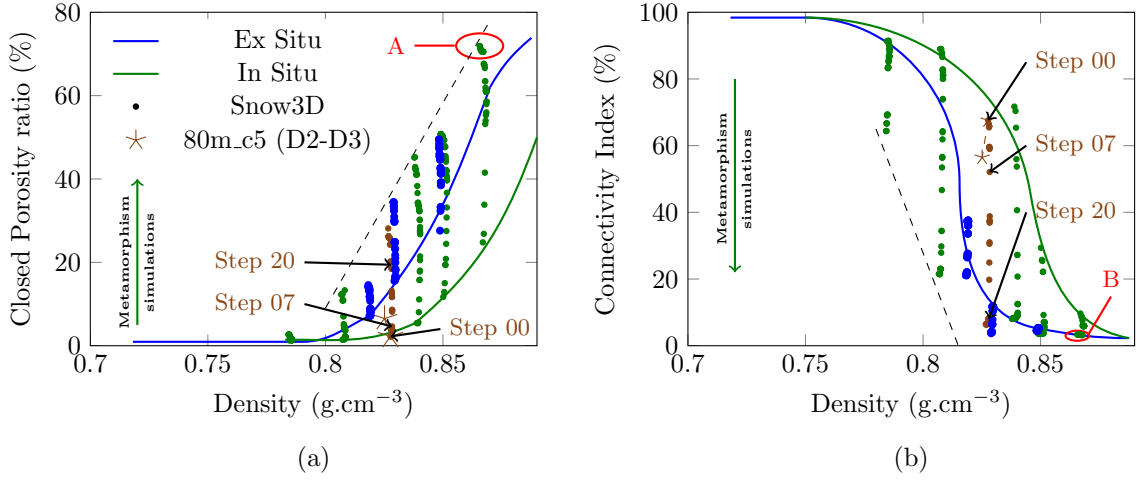 Closed Porosity ratio (%)
80
60
40
20
0
0.7
0.75
0.8
0.85
Density (g.cm−3)
Ex Situ
In Situ
Snow3D
80m_c5 (D2-D3)
A
Metamorphism
simulations
Step 20
Step 07
Step 00
(a)
Connectivity Index (%)
100
80
60
40
20
0
0.7
0.75
0.8
0.85
Density (g.cm−3)
Metamorphism
simulations
Step 00
Step 07
Step 20
B
(b)